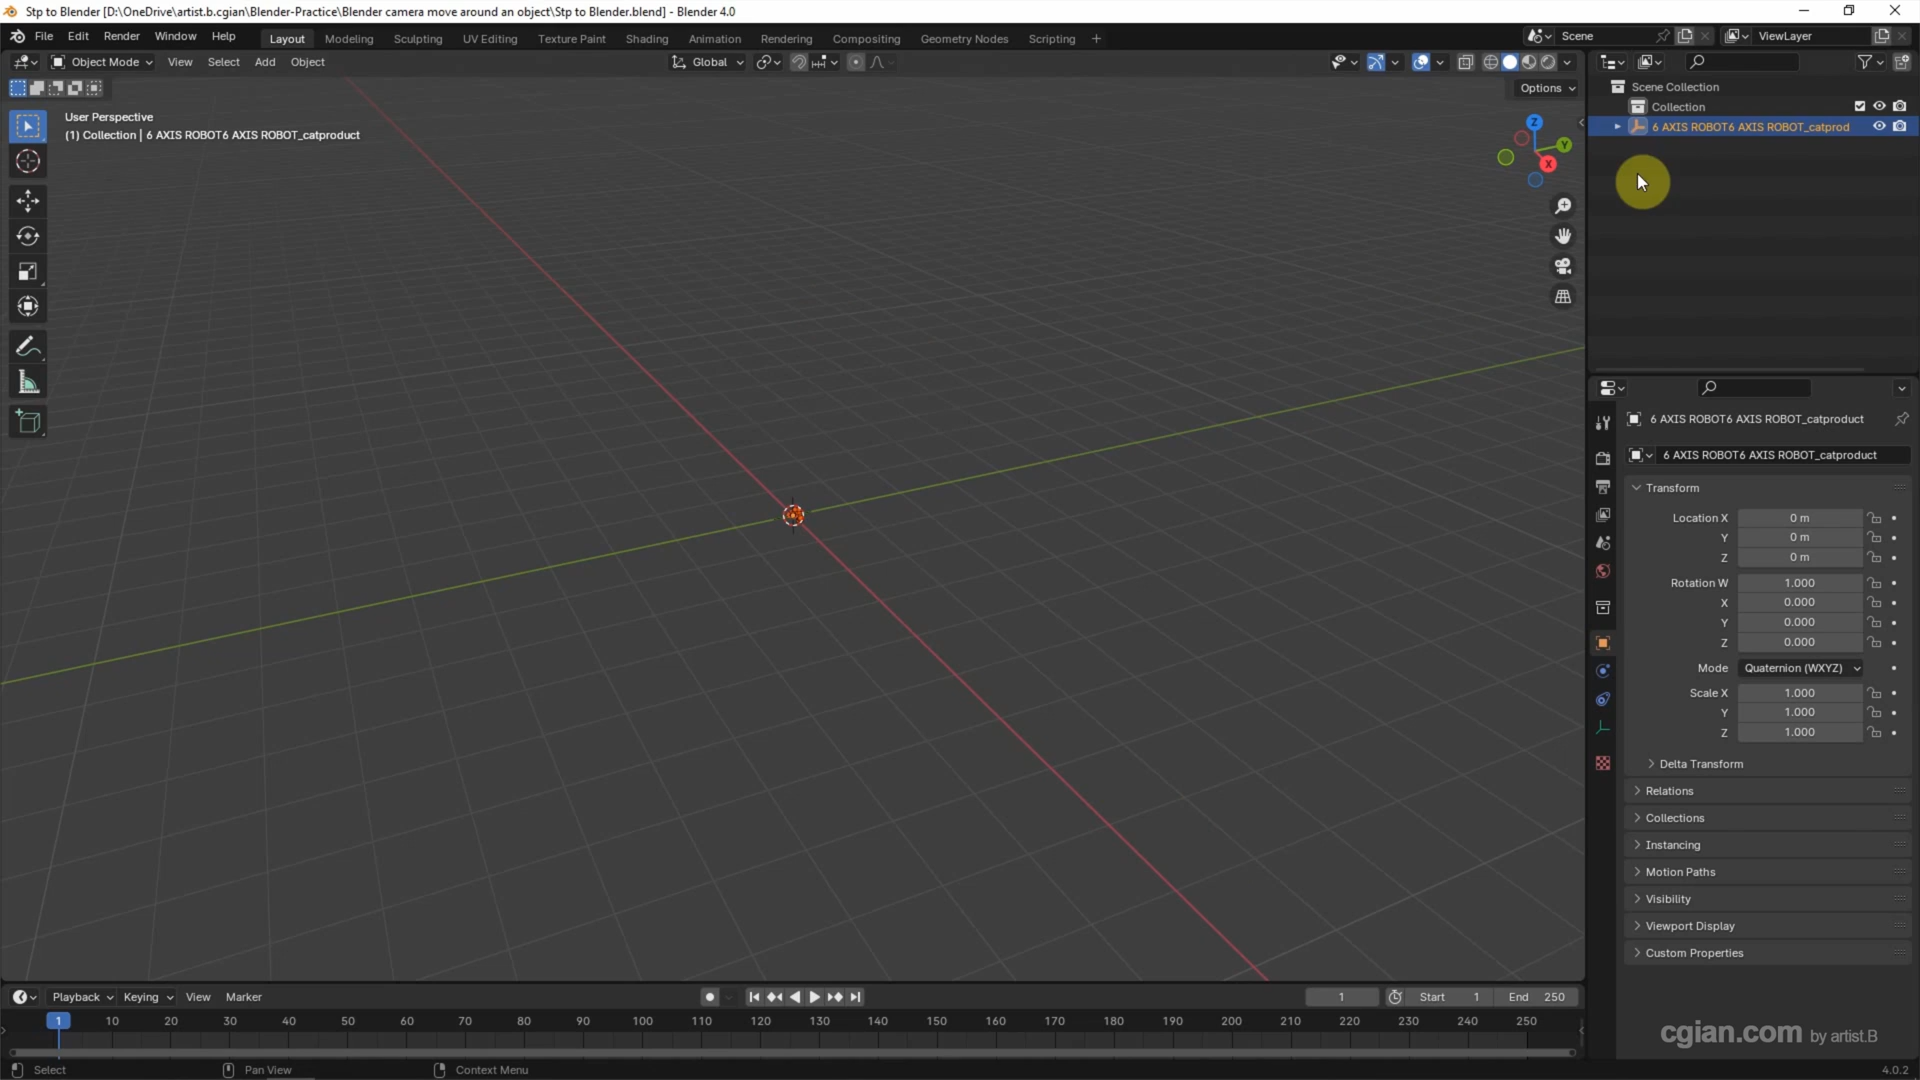 Stp to Blender [D:\OneDrive\artist.b.cgian\Blender-Practice\Blender camera move around an object\Stp to Blender.blend] - Blender 4.0
File Edit Render Window Help Layout Modeling Sculpting UV Editing Texture Paint Shading Animation Rendering Compositing Geometry Nodes Scripting + Scene ViewLayer
Object Mode View Select Add Object Global
Options
User Perspective
(1) Collection | 6 AXIS ROBOT6 AXIS ROBOT_catproduct
Z
Y
X
Scene Collection
Collection
6 AXIS ROBOT6 AXIS ROBOT_catprod
6 AXIS ROBOT6 AXIS ROBOT_catproduct
6 AXIS ROBOT6 AXIS ROBOT_catproduct
Transform
Location X 0 m
Y 0 m
Z 0 m
Rotation W 1.000
X 0.000
Y 0.000
Z 0.000
Mode Quaternion (WXYZ)
Scale X 1.000
Y 1.000
Z 1.000
Delta Transform
Relations
Collections
Instancing
Motion Paths
Visibility
Viewport Display
Custom Properties
Playback Keying View Marker 1 Start 1 End 250
1 10 20 30 40 50 60 70 80 90 100 110 120 130 140 150 160 170 180 190 200 210 220 230 240 250
cgian.com by artist.B
Select Pan View Context Menu 4.0.2